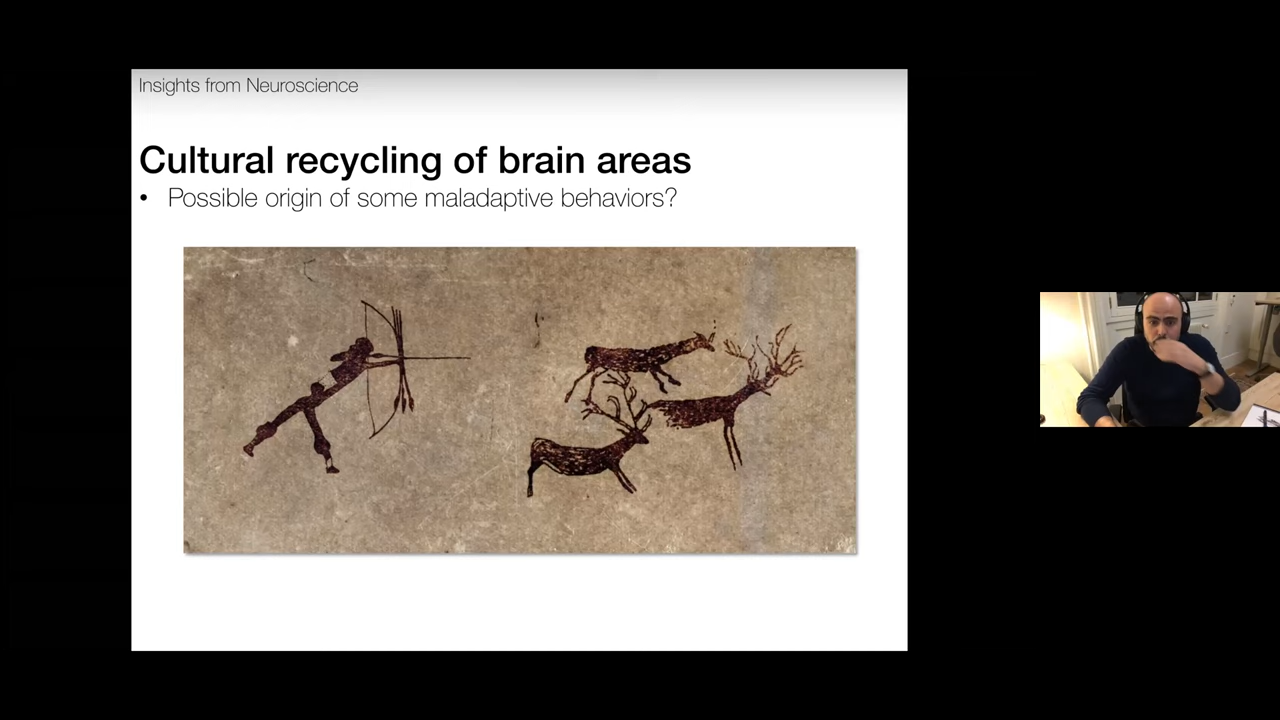 Insights from Neuroscience
Cultural recycling of brain areas
• Possible origin of some maladaptive behaviors?